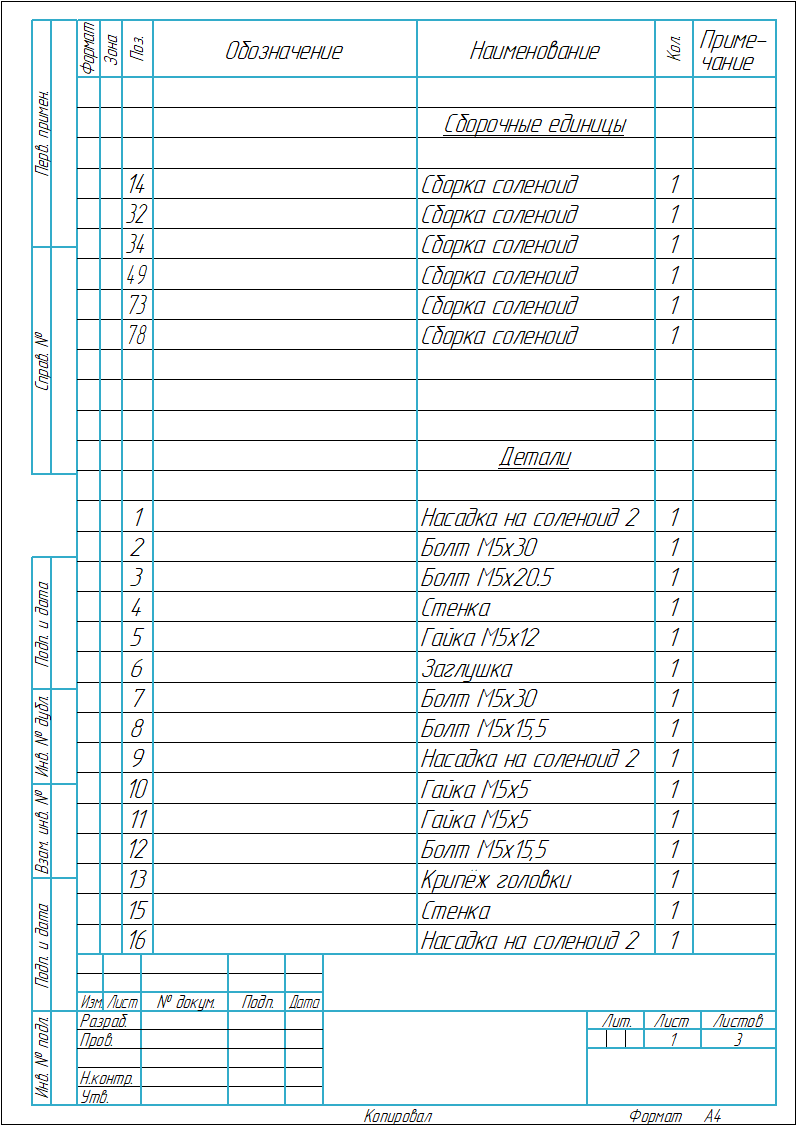 Перв. примен.
Справ. №
Подп. и дата
Инв. № дубл.
Взам. инв. №
Подп. и дата
Инв. № подл.
Формат Зона Поз. Обозначение Наименование Кол. Приме-
чание
Сборочные единицы
14 Сборка соленоид 1
32 Сборка соленоид 1
34 Сборка соленоид 1
49 Сборка соленоид 1
73 Сборка соленоид 1
78 Сборка соленоид 1
Детали
1 Насадка на соленоид 2 1
2 Болт М5х30 1
3 Болт М5х20.5 1
4 Стенка 1
5 Гайка М5х12 1
6 Заглушка 1
7 Болт М5х30 1
8 Болт М5х15,5 1
9 Насадка на соленоид 2 1
10 Гайка М5х5 1
11 Гайка М5х5 1
12 Болт М5х15,5 1
13 Крипёж головки 1
15 Стенка 1
16 Насадка на соленоид 2 1
Изм. Лист № докум. Подп. Дата
Разраб. Лит. Лист Листов
Пров. 1 3
Н.контр.
Утв.
Копировал Формат А4